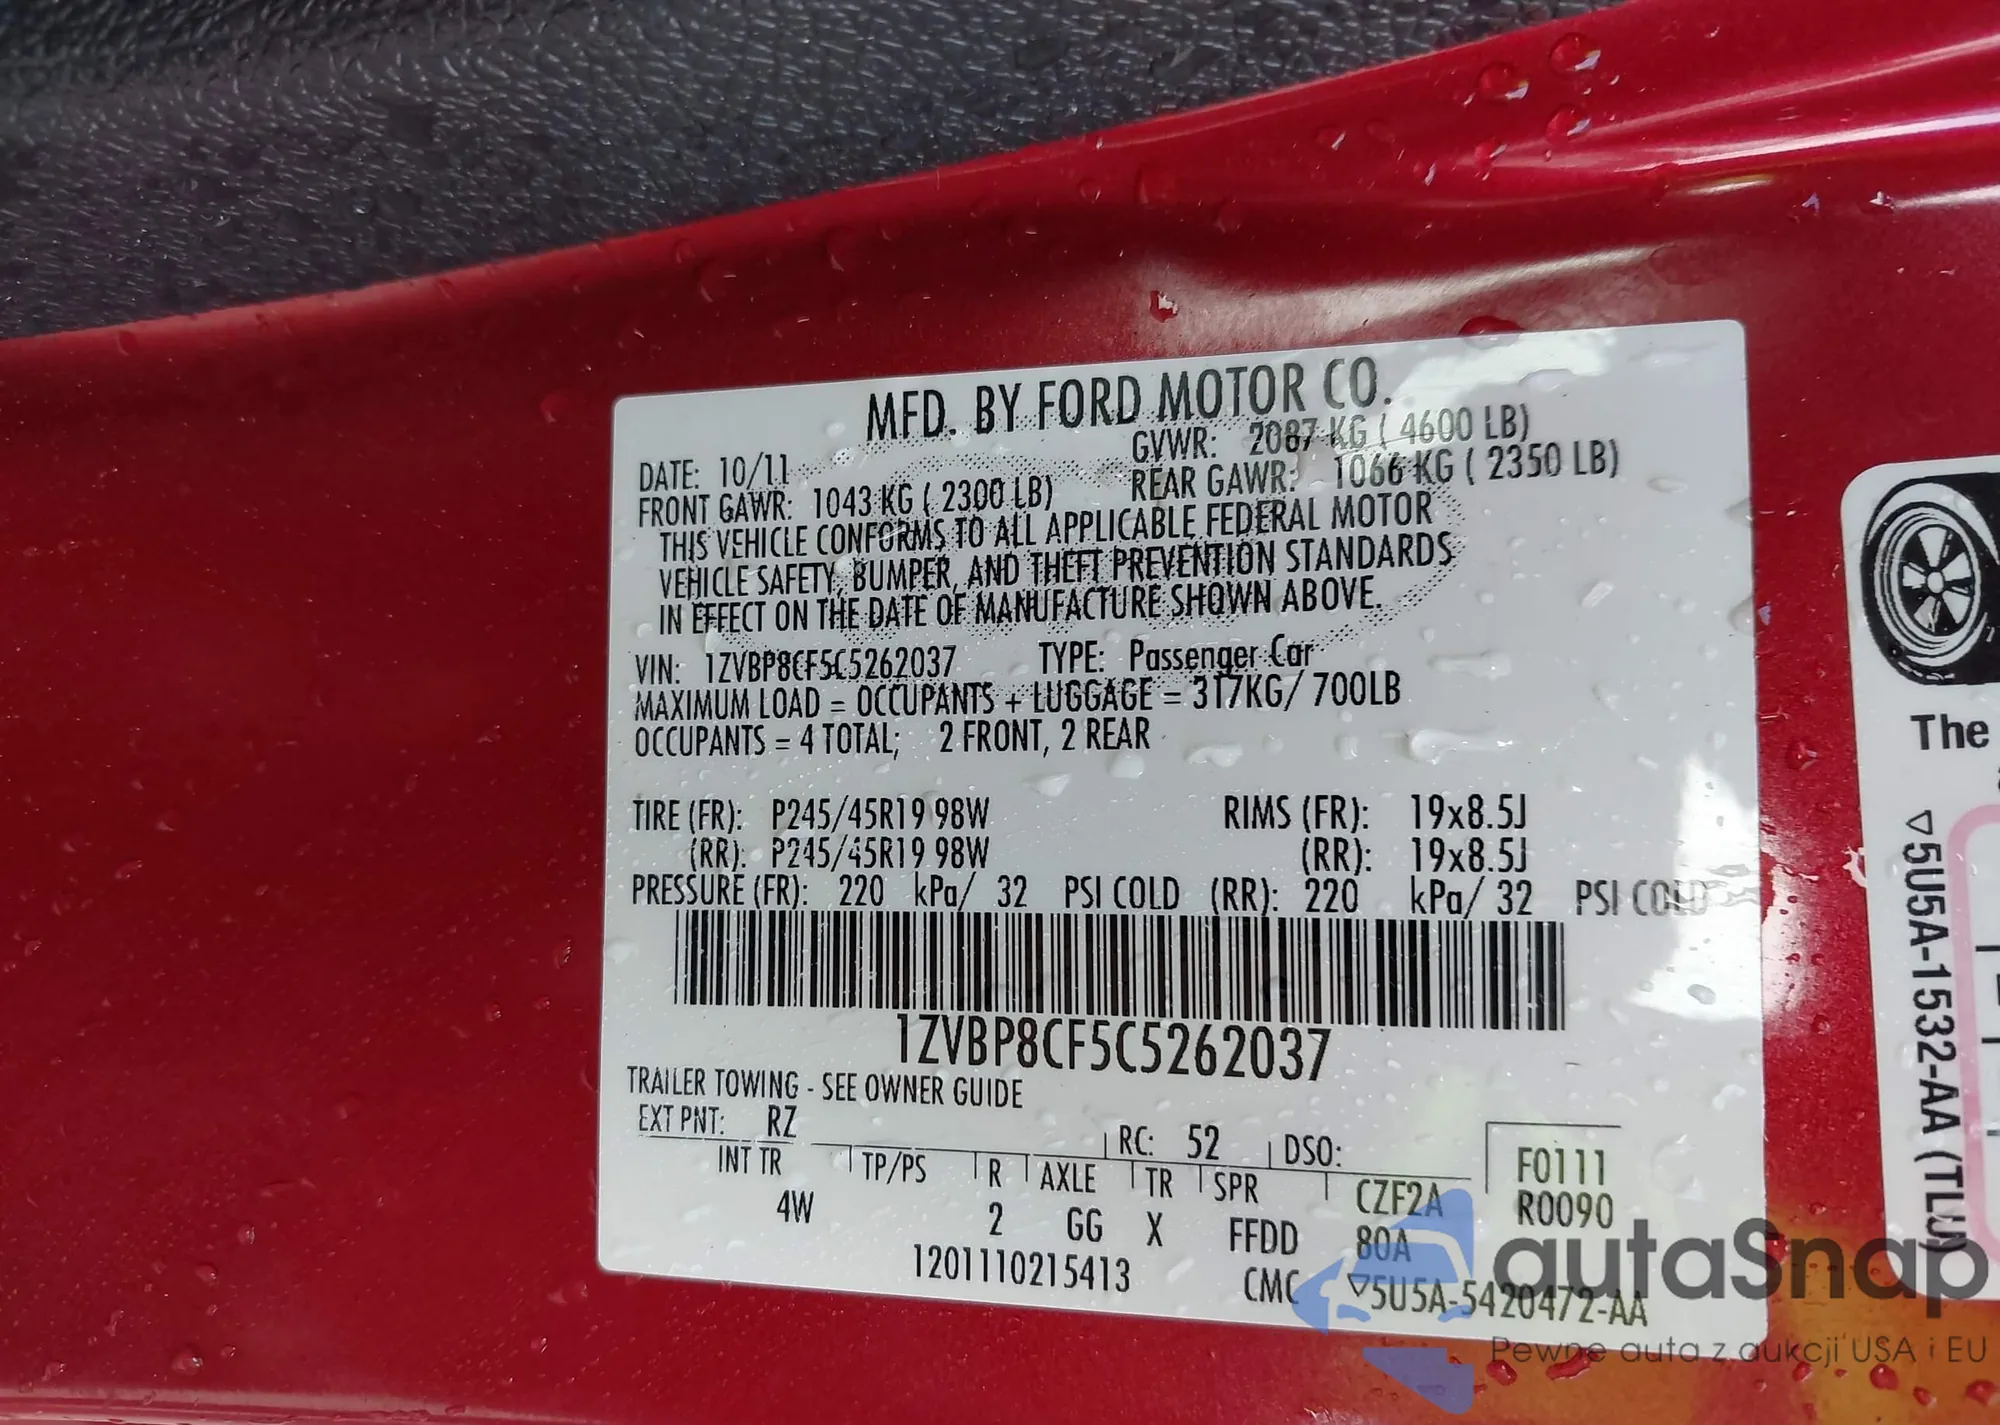 MFD. BY FORD MOTOR CO.
DATE: 10/11 GVWR: 2087 KG ( 4600 LB)
FRONT GAWR: 1043 KG ( 2300 LB) REAR GAWR: 1066 KG ( 2350 LB)
THIS VEHICLE CONFORMS TO ALL APPLICABLE FEDERAL MOTOR
VEHICLE SAFETY, BUMPER, AND THEFT PREVENTION STANDARDS
IN EFFECT ON THE DATE OF MANUFACTURE SHOWN ABOVE.
VIN: 1ZVBP8CF5C5262037 TYPE: Passenger Car
MAXIMUM LOAD = OCCUPANTS + LUGGAGE = 317KG/ 700LB
OCCUPANTS = 4 TOTAL; 2 FRONT, 2 REAR
TIRE (FR): P245/45R19 98W RIMS (FR): 19x8.5J
(RR): P245/45R19 98W (RR): 19x8.5J
PRESSURE (FR): 220 kPa/ 32 PSI COLD (RR): 220 kPa/ 32 PSI COLD
1ZVBP8CF5C5262037
TRAILER TOWING - SEE OWNER GUIDE
EXT PNT: RZ RC: 52 DSO: F0111
INT TR TP/PS R AXLE TR SPR CZF2A R0090
4W 2 GG X FFDD 80A
1201110215413 CMC ▽5U5A-5420472-AA
The
▽5U5A-1532-AA (TLU)
autaSnap
Pewne auta z aukcji USA i EU